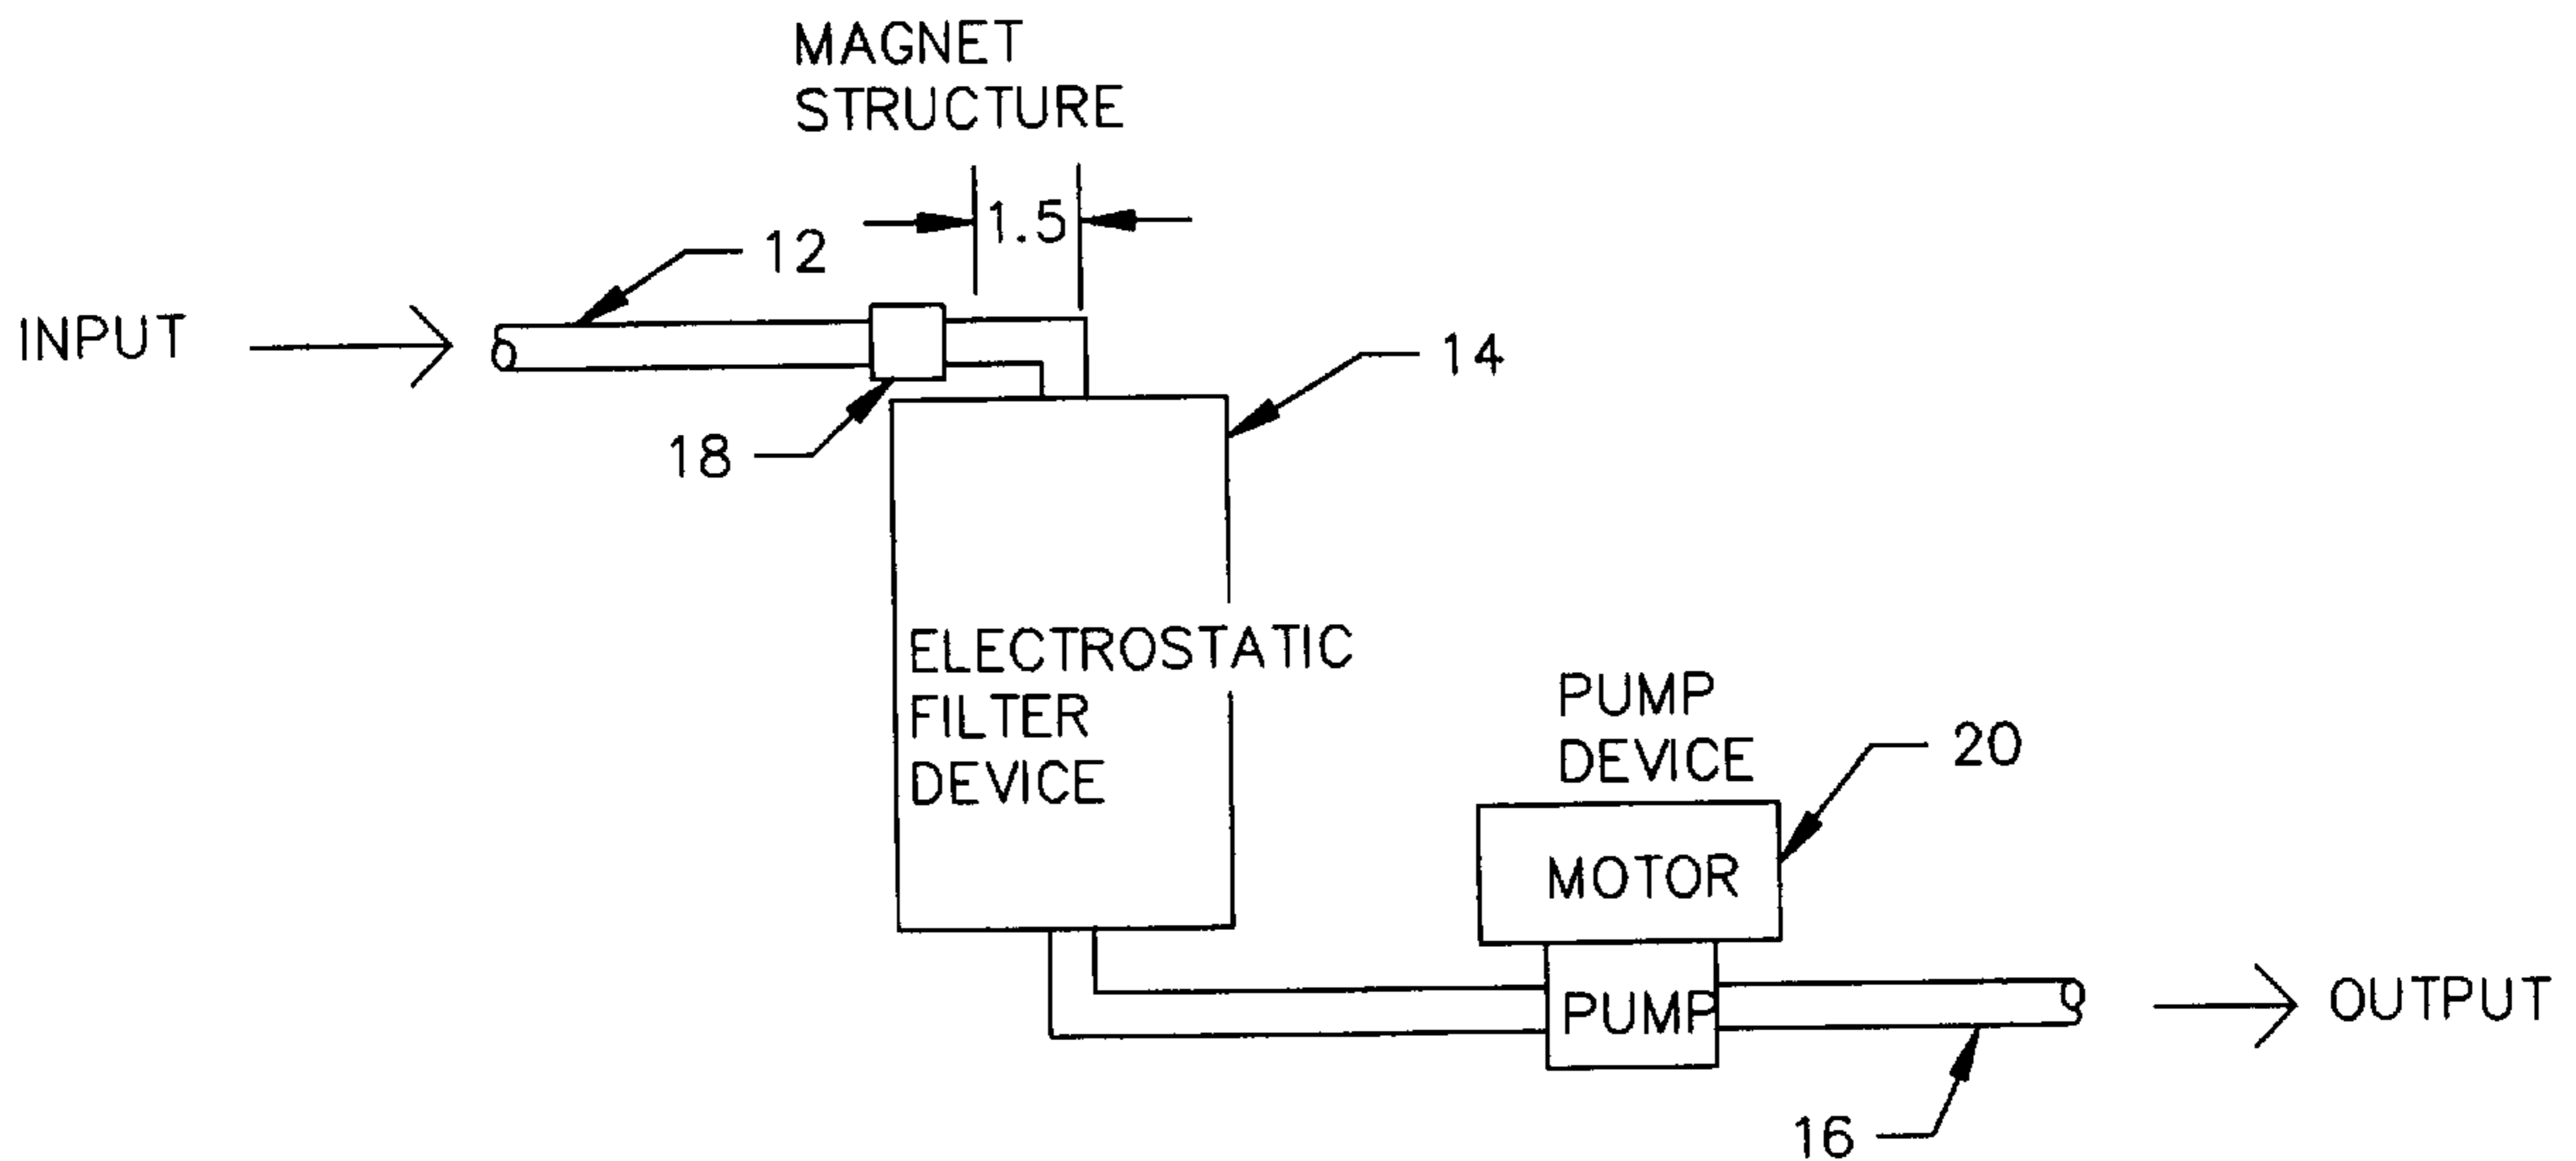 MAGNET
STRUCTURE
1.5
12
INPUT
14
18
ELECTROSTATIC
FILTER
DEVICE
PUMP
DEVICE
20
MOTOR
PUMP
OUTPUT
16